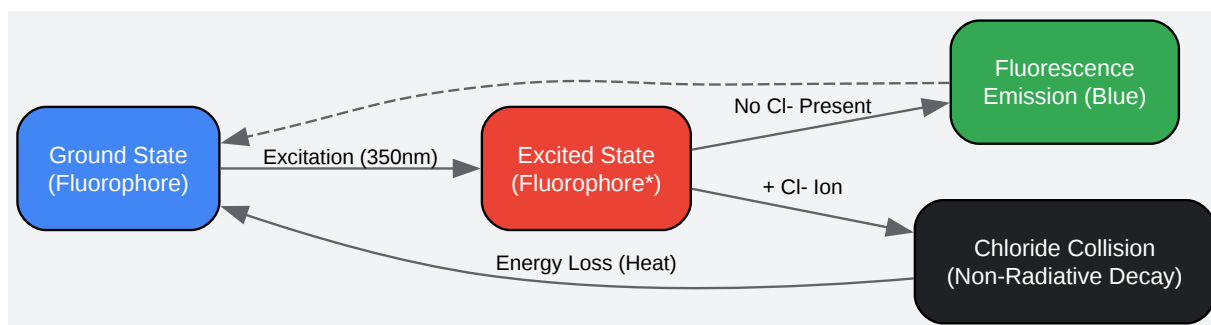 Ground State
(Fluorophore)
Excitation (350nm)
Excited State
(Fluorophore*)
No Cl- Present
Fluorescence
Emission (Blue)
+ Cl- Ion
Chloride Collision
(Non-Radiative Decay)
Energy Loss (Heat)